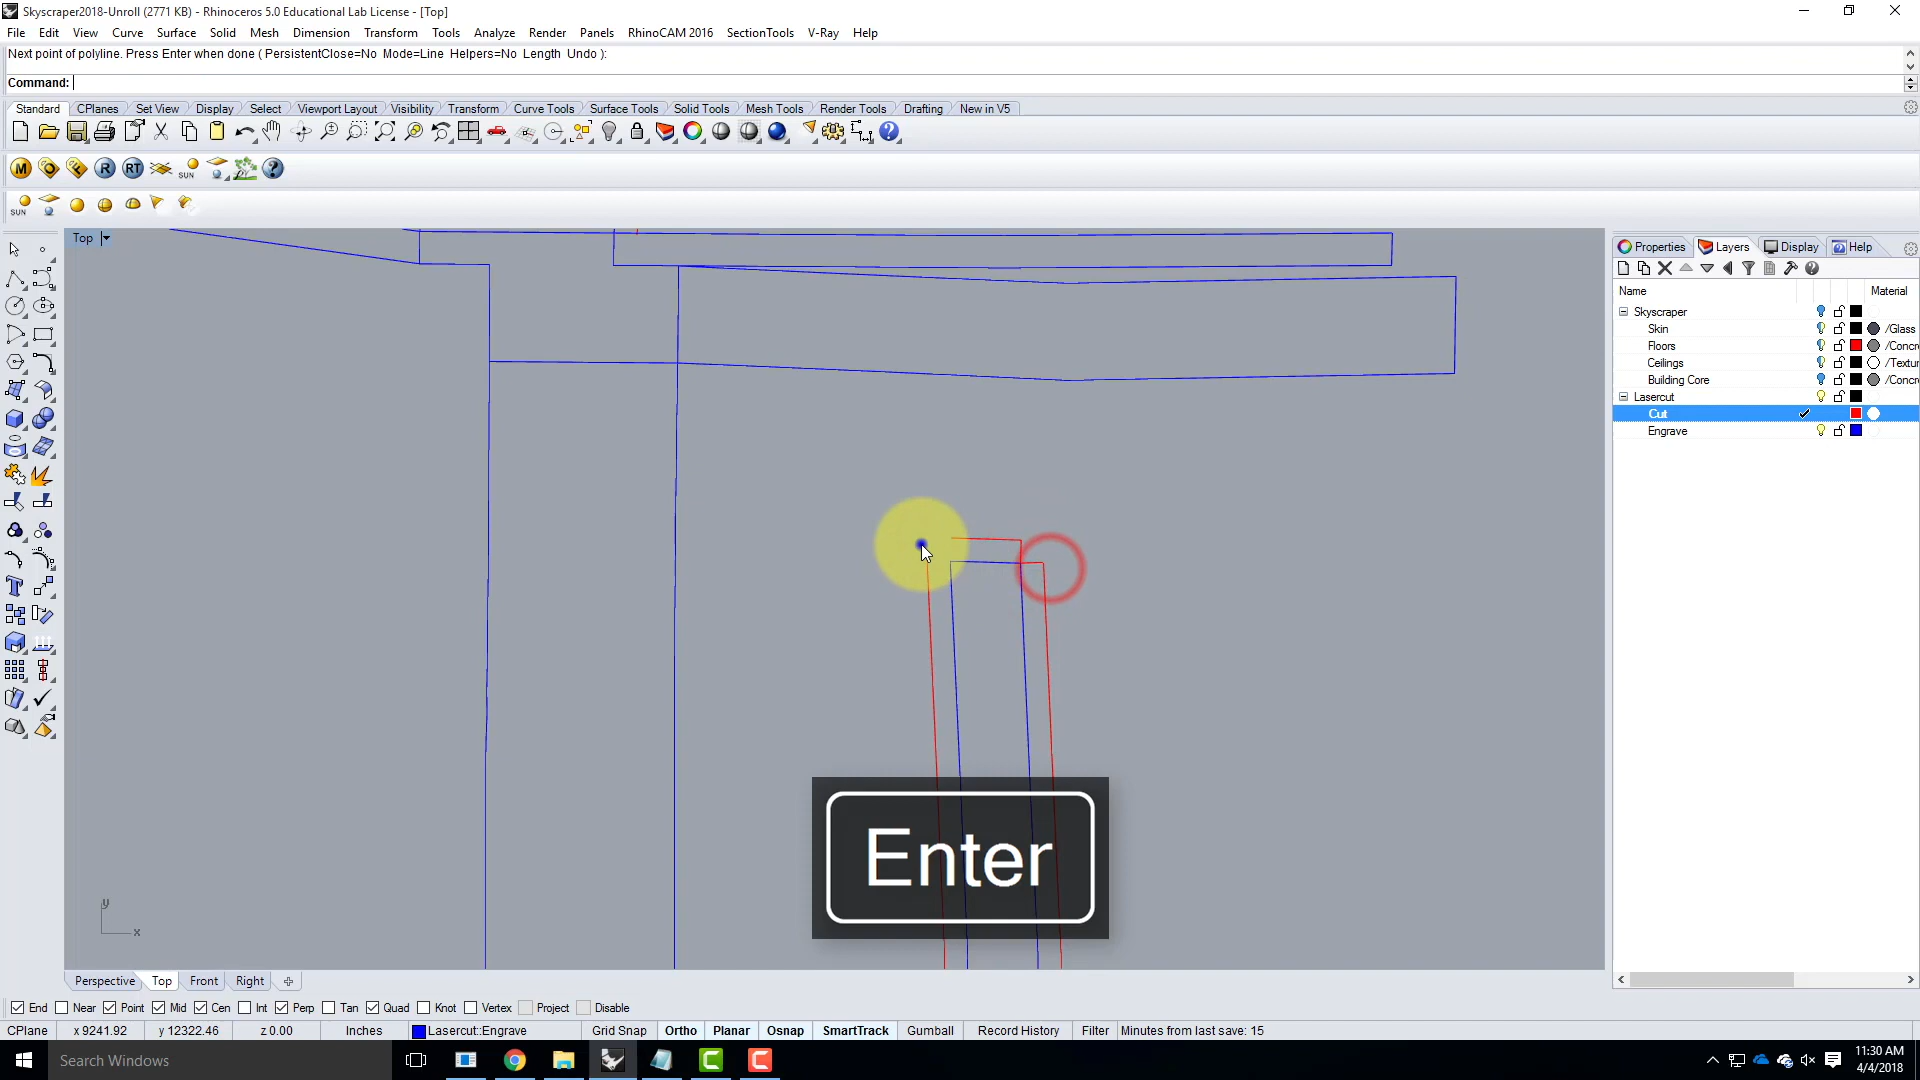 Skyscraper2018-Unroll (2771 KB) - Rhinoceros 5.0 Educational Lab License - [Top]
File Edit View Curve Surface Solid Mesh Dimension Transform Tools Analyze Render Panels RhinoCAM 2016 SectionTools V-Ray Help
Next point of polyline. Press Enter when done ( PersistentClose=No Mode=Line Helpers=No Length Undo ):
Command:
Standard CPlanes Set View Display Select Viewport Layout Visibility Transform Curve Tools Surface Tools Solid Tools Mesh Tools Render Tools Drafting New in V5
M O F R RT SUN ?
SUN
Top
Properties Layers Display Help
Name Material
Skyscraper
Skin /Glass
Floors /Concr
Ceilings /Textur
Building Core /Concr
Lasercut
Cut
Engrave
Enter
y
x
Perspective Top Front Right
End Near Point Mid Cen Int Perp Tan Quad Knot Vertex Project Disable
CPlane x 9241.92 y 12322.46 z 0.00 Inches Lasercut::Engrave Grid Snap Ortho Planar Osnap SmartTrack Gumball Record History Filter Minutes from last save: 15
Search Windows
11:30 AM
4/4/2018